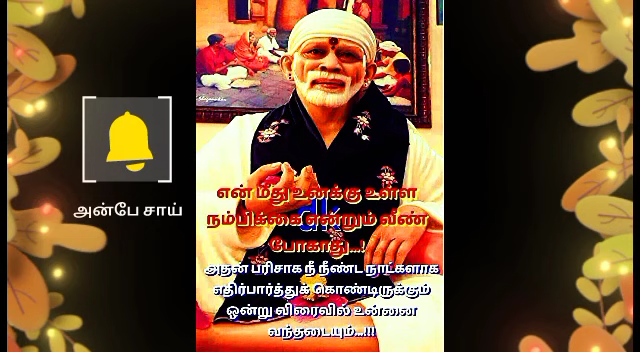 அன்பே சாய்
என் மீது உனக்கு உள்ள
நம்பிக்கை என்றும் வீண்
போகாது...!
அதன் பரிசாக நீ நீண்ட நாட்களாக
எதிர்பார்த்துக் கொண்டிருக்கும்
ஒன்று விரைவில் உன்னை
வந்தடையும்...!!!